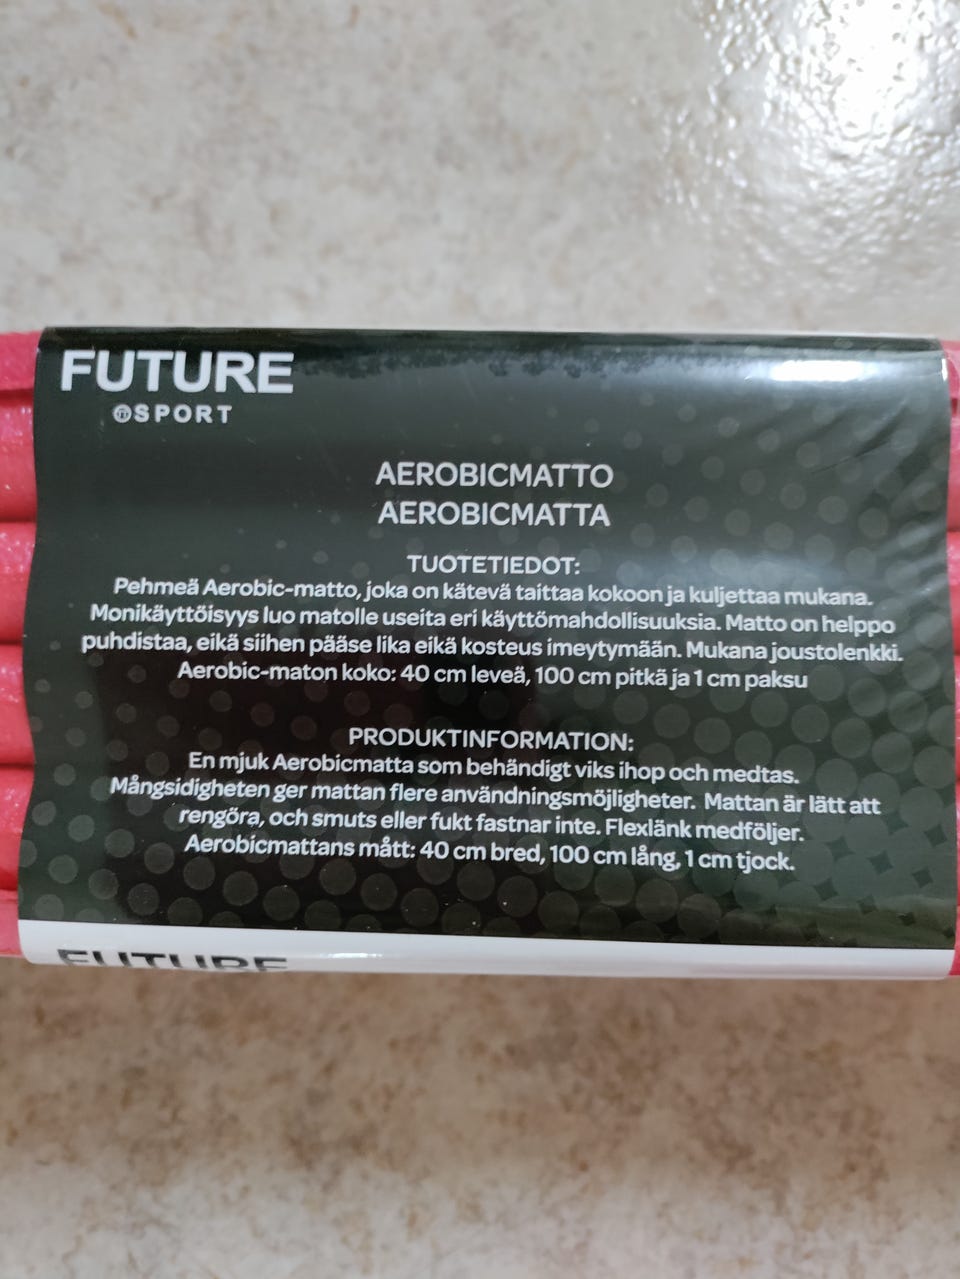 FUTURE
SPORT
AEROBICMATTO
AEROBICMATTA
TUOTETIEDOT:
Pehmeä Aerobic-matto, joka on kätevä taittaa kokoon ja kuljettaa mukana.
Monikäyttöisyys luo matolle useita eri käyttömahdollisuuksia. Matto on helppo
puhdistaa, eikä siihen pääse lika eikä kosteus imeytymään. Mukana joustolenkki.
Aerobic-maton koko: 40 cm leveä, 100 cm pitkä ja 1 cm paksu
PRODUKTINFORMATION:
En mjuk Aerobicmatta som behändigt viks ihop och medtas.
Mångsidigheten ger mattan flere användningsmöjligheter. Mattan är lätt att
rengöra, och smuts eller fukt fastnar inte. Flexlänk medföljer.
Aerobicmattans mått: 40 cm bred, 100 cm lång, 1 cm tjock.
FUTURE